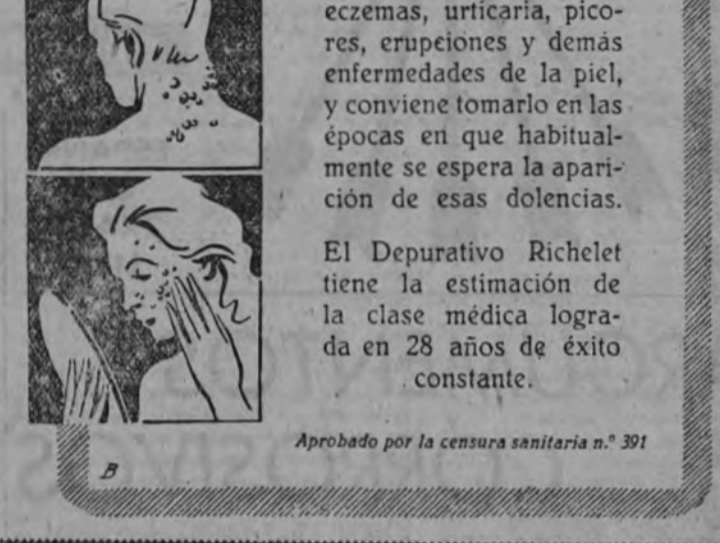 eczemas, urticaria, pico-
res, erupciones y demás
enfermedades de la piel,
y conviene tomarlo en las
épocas en que habitual-
mente se espera la apari-
ción de esas dolencias.
El Depurativo Richelet
tiene la estimación de
la clase médica logra-
da en 28 años de éxito
constante.
Aprobado por la censura sanitaria n.º 391
B